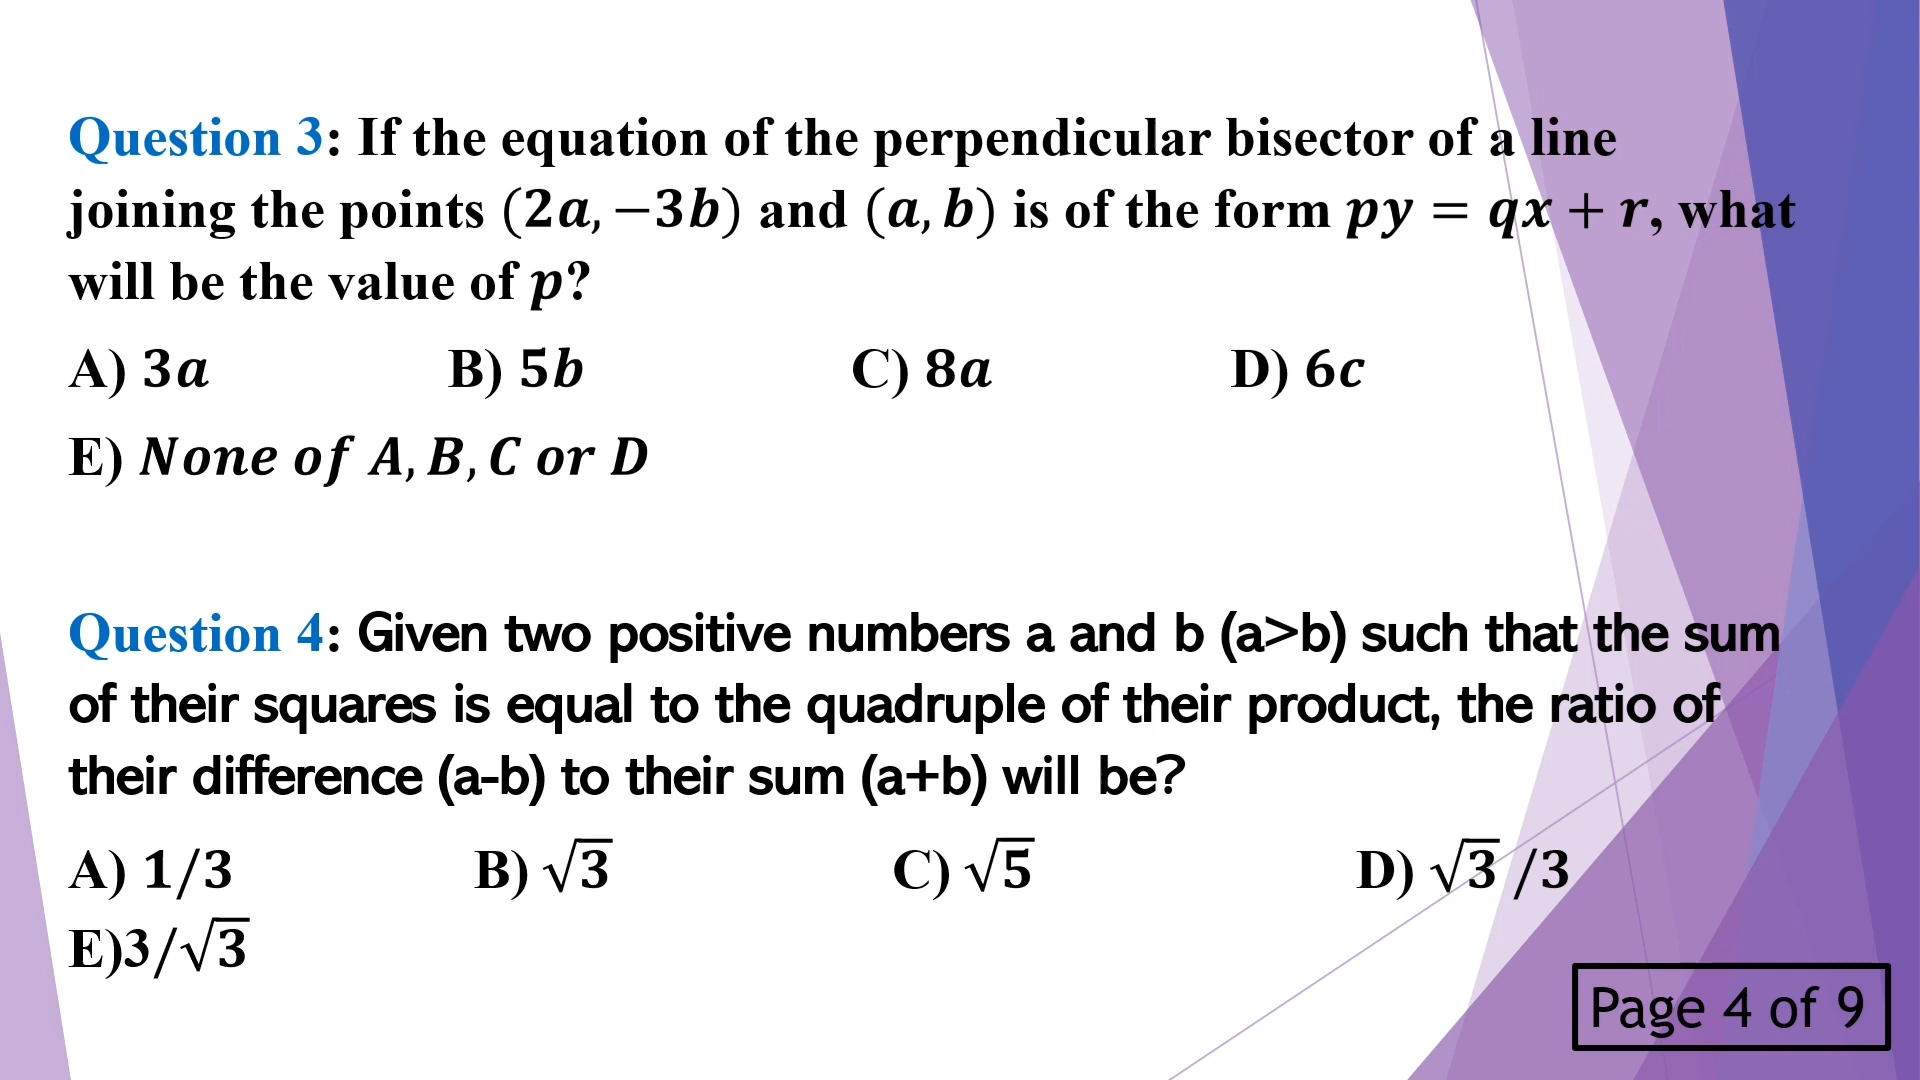 Question 3: If the equation of the perpendicular bisector of a line
joining the points (2a, −3b) and (a, b) is of the form py = qx + r, what
will be the value of p?
A) 3a B) 5b C) 8a D) 6c
E) None of A, B, C or D
Question 4: Given two positive numbers a and b (a>b) such that the sum
of their squares is equal to the quadruple of their product, the ratio of
their difference (a-b) to their sum (a+b) will be?
A) 1/3 B) √3 C) √5 D) √3 /3
E)3/√3
Page 4 of 9